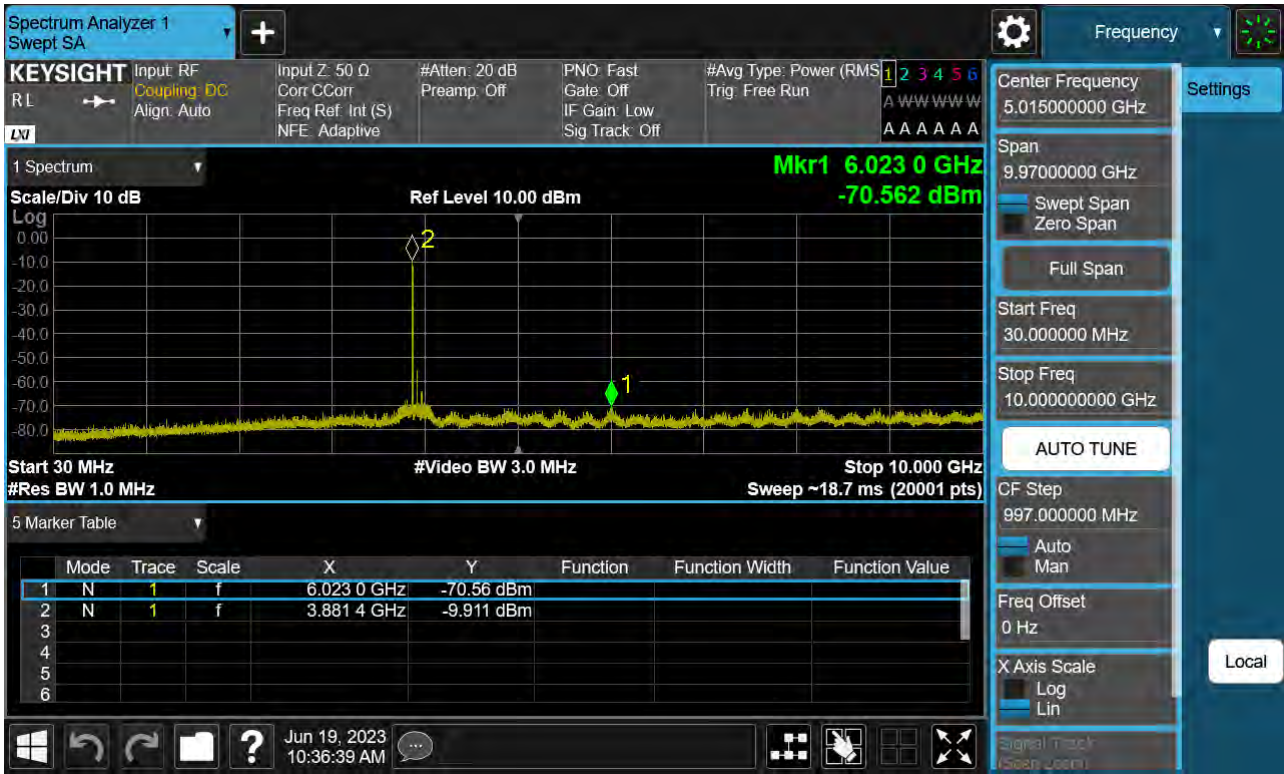 Spectrum Analyzer 1
Swept SA
+
Frequency
KEYSIGHT
RL
LXI
Input: RF
Coupling: DC
Align: Auto
Input Z: 50 Ω
Corr CCorr
Freq Ref: Int (S)
NFE: Adaptive
#Atten: 20 dB
Preamp: Off
PNO: Fast
Gate: Off
IF Gain: Low
Sig Track: Off
#Avg Type: Power (RMS
Trig: Free Run
1 2 3 4 5 6
A W W W W W
A A A A A A
1 Spectrum
Mkr1 6.023 0 GHz
-70.562 dBm
Scale/Div 10 dB
Ref Level 10.00 dBm
Log
0.00
-10.0
-20.0
-30.0
-40.0
-50.0
-60.0
-70.0
-80.0
2
1
Start 30 MHz
#Video BW 3.0 MHz
Stop 10.000 GHz
#Res BW 1.0 MHz
Sweep ~18.7 ms (20001 pts)
5 Marker Table
Mode Trace Scale X Y Function Function Width Function Value
1 N 1 f 6.023 0 GHz -70.56 dBm
2 N 1 f 3.881 4 GHz -9.911 dBm
3
4
5
6
Center Frequency
5.015000000 GHz
Span
9.97000000 GHz
Swept Span
Zero Span
Full Span
Start Freq
30.000000 MHz
Stop Freq
10.000000000 GHz
AUTO TUNE
CF Step
997.000000 MHz
Auto
Man
Freq Offset
0 Hz
X Axis Scale
Log
Lin
Signal Track
(Span Zoom)
Settings
Local
?
Jun 19, 2023
10:36:39 AM